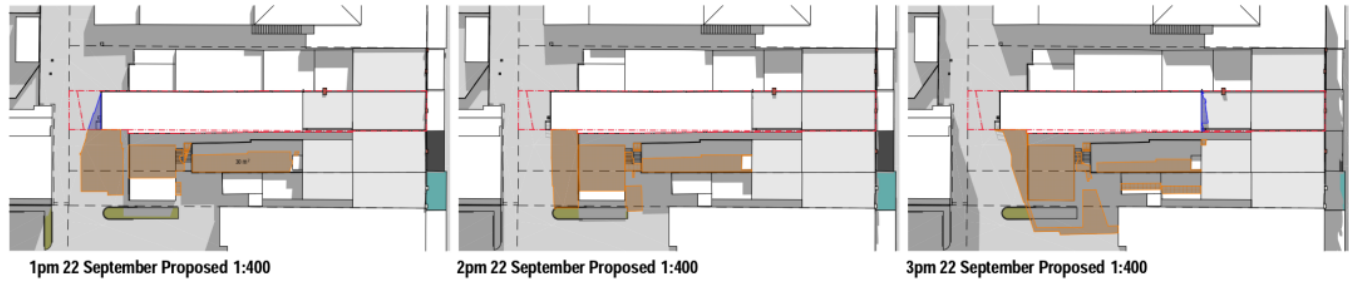 1pm 22 September Proposed 1:400
2pm 22 September Proposed 1:400
3pm 22 September Proposed 1:400